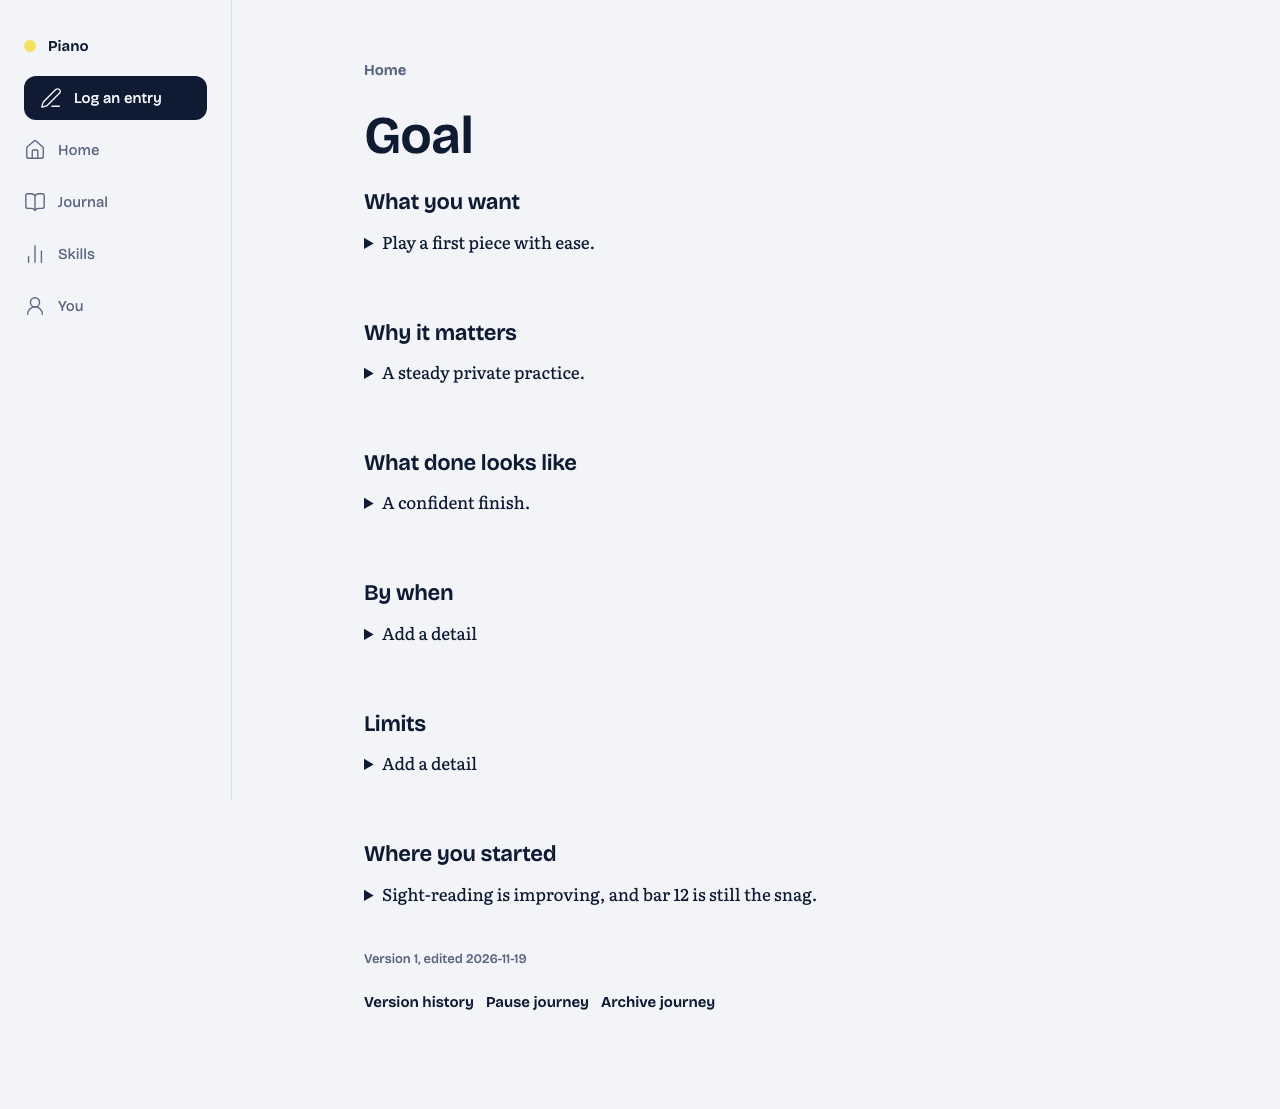 Piano
Log an entry
Home
Journal
Skills
You
Home
Goal
What you want
Play a first piece with ease.
Why it matters
A steady private practice.
What done looks like
A confident finish.
By when
Add a detail
Limits
Add a detail
Where you started
Sight-reading is improving, and bar 12 is still the snag.
Version 1, edited 2026-11-19
Version history Pause journey Archive journey